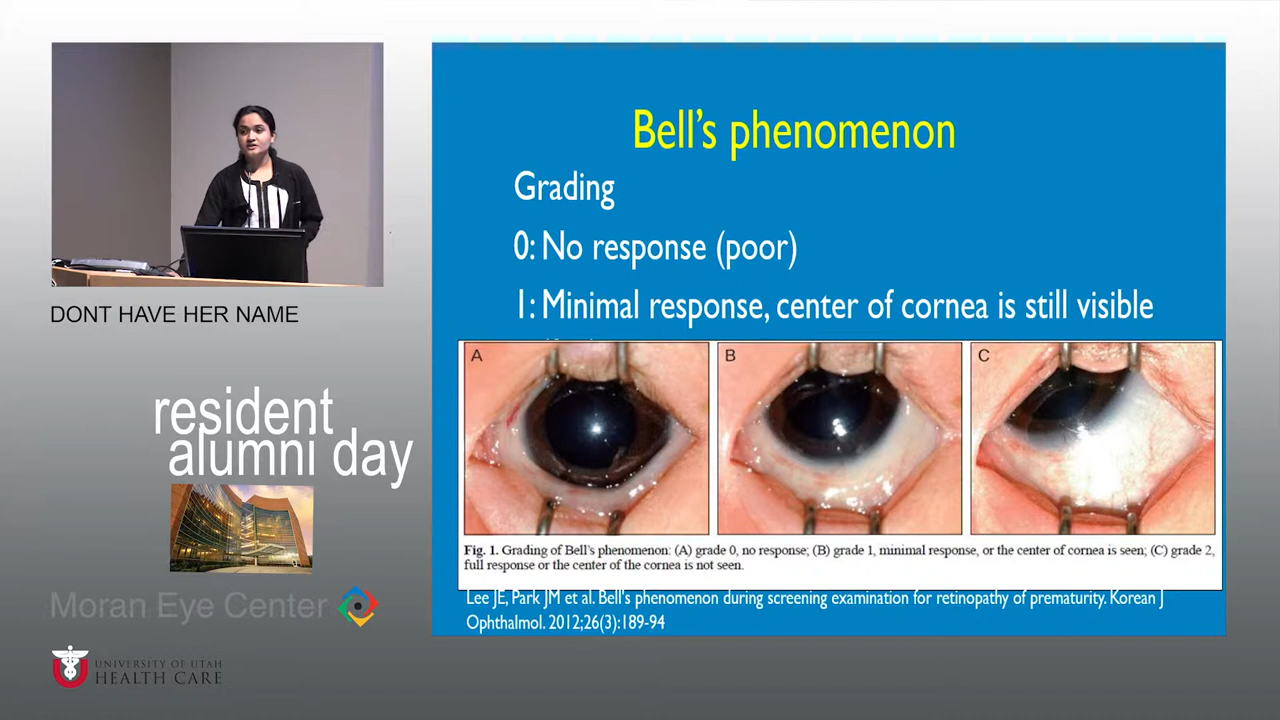 Bell's phenomenon
Grading
0: No response (poor)
1: Minimal response, center of cornea is still visible
A
B
C
Fig. 1. Grading of Bell's phenomenon: (A) grade 0, no response; (B) grade 1, minimal response, or the center of cornea is seen; (C) grade 2,
full response or the center of the cornea is not seen.
Lee JE, Park JM et al. Bell's phenomenon during screening examination for retinopathy of prematurity. Korean J
Ophthalmol. 2012;26(3):189-94
DONT HAVE HER NAME
resident
alumni day
Moran Eye Center
UNIVERSITY OF UTAH
HEALTH CARE